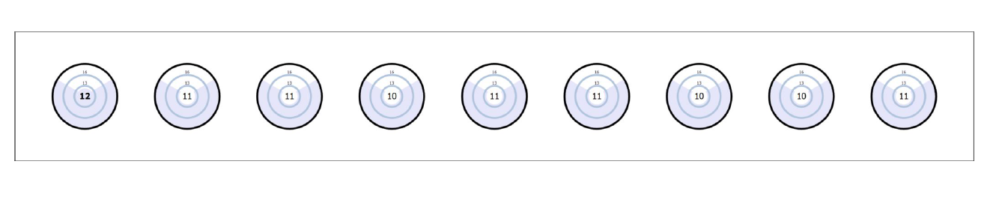 16 16 16 16 16 16 16 16 16
13 13 13 13 13 13 13 13 13
12 11 11 10 11 11 10 10 11